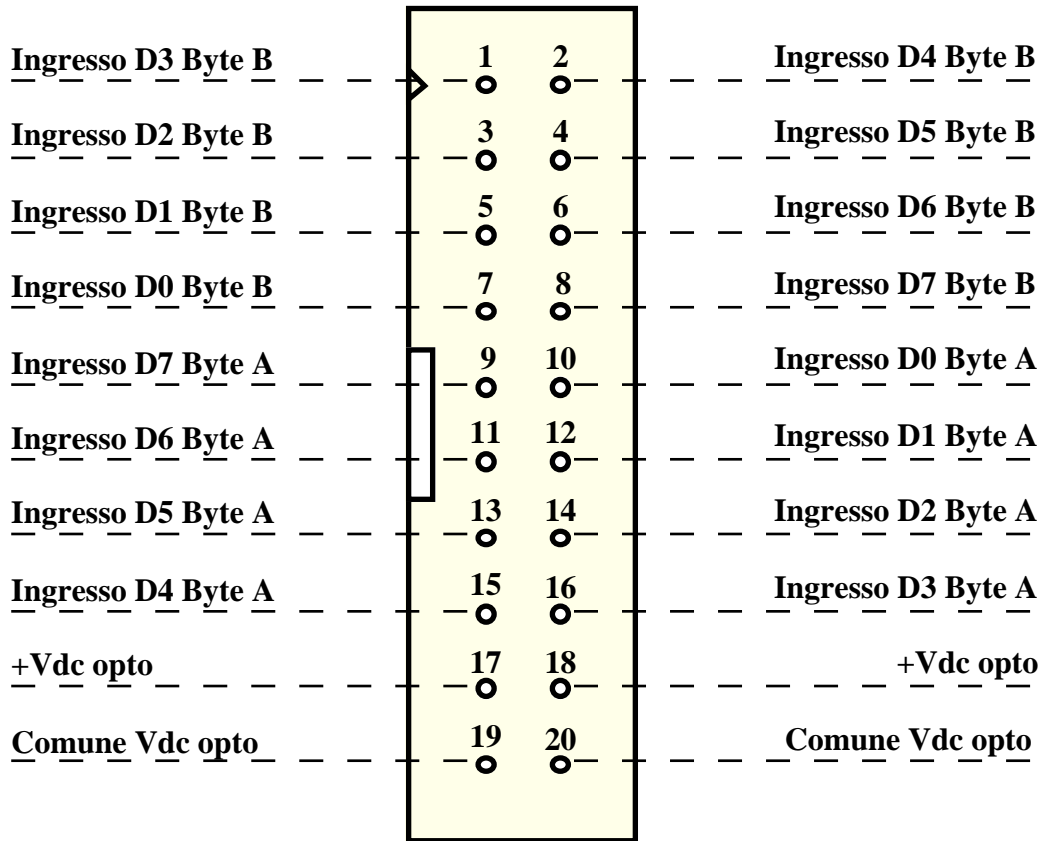 Ingresso D3 Byte B 1 2 Ingresso D4 Byte B
Ingresso D2 Byte B 3 4 Ingresso D5 Byte B
Ingresso D1 Byte B 5 6 Ingresso D6 Byte B
Ingresso D0 Byte B 7 8 Ingresso D7 Byte B
Ingresso D7 Byte A 9 10 Ingresso D0 Byte A
Ingresso D6 Byte A 11 12 Ingresso D1 Byte A
Ingresso D5 Byte A 13 14 Ingresso D2 Byte A
Ingresso D4 Byte A 15 16 Ingresso D3 Byte A
+Vdc opto 17 18 +Vdc opto
Comune Vdc opto 19 20 Comune Vdc opto